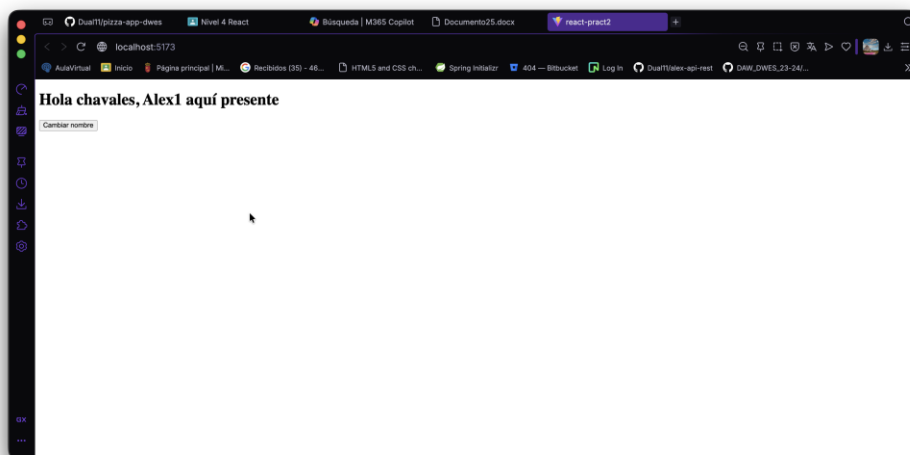 Dual11/pizza-app-dwes Nivel 4 React Búsqueda | M365 Copilot Documento25.docx react-pract2
localhost:5173
AulaVirtual Inicio Página principal | Mi... Recibidos (35) - 46... HTML5 and CSS ch... Spring Initializr 404 — Bitbucket Log In Dual11/alex-api-rest DAW_DWES_23-24/...
Hola chavales, Alex1 aquí presente
Cambiar nombre
GX